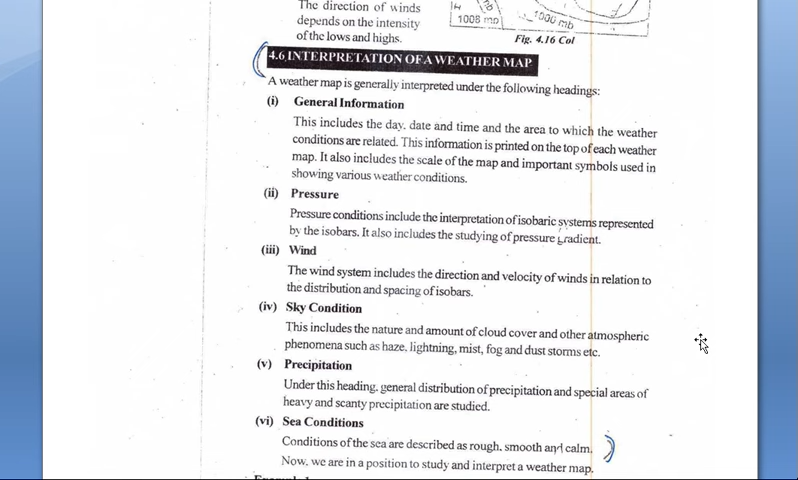 The direction of winds
depends on the intensity
of the lows and highs.
1008 mb
1006 mb
Fig. 4.16 Col
4.6 INTERPRETATION OF A WEATHER MAP
A weather map is generally interpreted under the following headings:
(i) General Information
This includes the day, date and time and the area to which the weather
conditions are related. This information is printed on the top of each weather
map. It also includes the scale of the map and important symbols used in
showing various weather conditions.
(ii) Pressure
Pressure conditions include the interpretation of isobaric systems represented
by the isobars. It also includes the studying of pressure gradient.
(iii) Wind
The wind system includes the direction and velocity of winds in relation to
the distribution and spacing of isobars.
(iv) Sky Condition
This includes the nature and amount of cloud cover and other atmospheric
phenomena such as haze, lightning, mist, fog and dust storms etc.
(v) Precipitation
Under this heading, general distribution of precipitation and special areas of
heavy and scanty precipitation are studied.
(vi) Sea Conditions
Conditions of the sea are described as rough, smooth and calm.
Now, we are in a position to study and interpret a weather map.